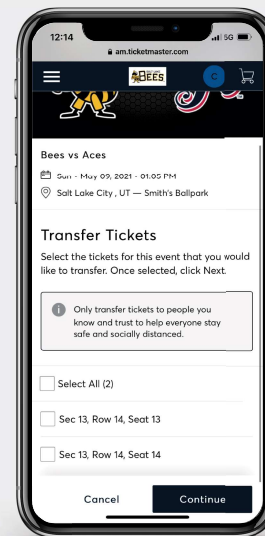 12:14
5G
am.ticketmaster.com
BEES
C
Bees vs Aces
Sun - May 09, 2021 - 01:05 PM
Salt Lake City , UT — Smith's Ballpark
Transfer Tickets
Select the tickets for this event that you would
like to transfer. Once selected, click Next.
Only transfer tickets to people you
know and trust to help everyone stay
safe and socially distanced.
Select All (2)
Sec 13, Row 14, Seat 13
Sec 13, Row 14, Seat 14
Cancel
Continue